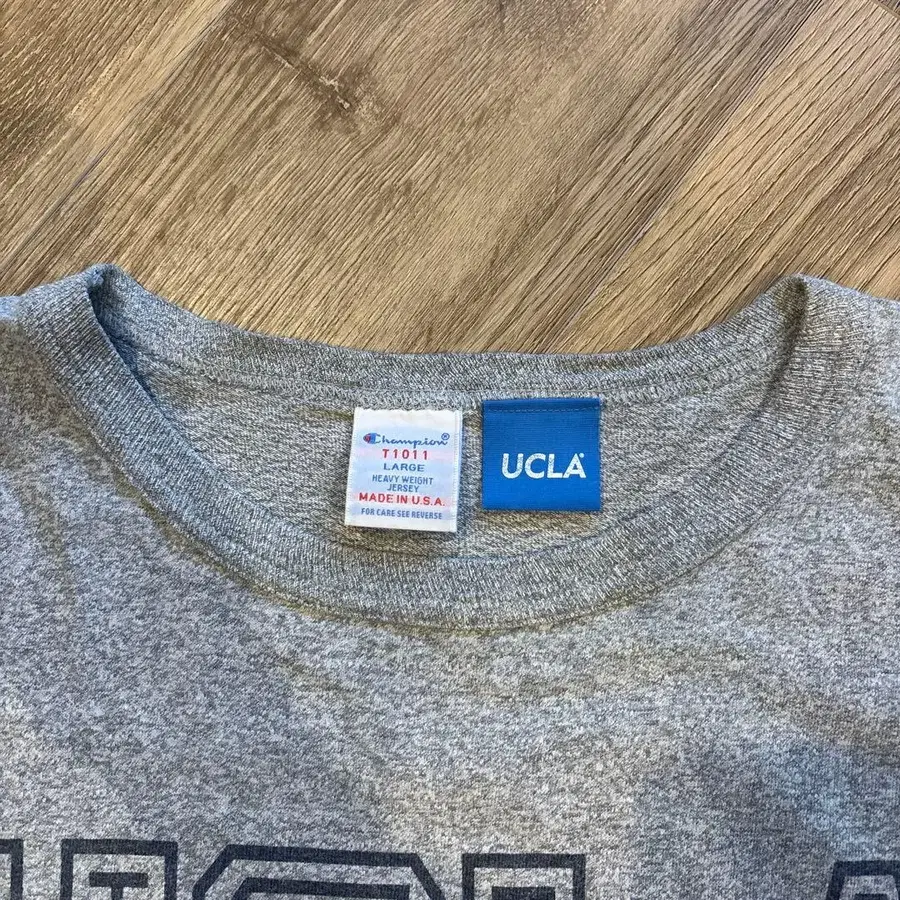 Champion®
T1011
LARGE
HEAVY WEIGHT
JERSEY
MADE IN U.S.A.
FOR CARE SEE REVERSE
UCLA